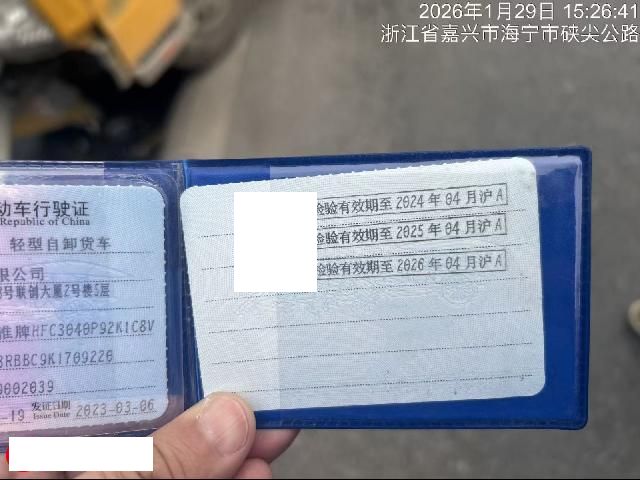 2026年1月29日 15:26:41
浙江省嘉兴市海宁市硖尖公路
动车行驶证
Republic of China
轻型自卸货车
限公司
号联创大厦2号楼5层
准牌HFC3040P92K1C8V
RBBC9K1709220
0002039
-19 发证日期 Issue Date 2023-03-06
检验有效期至2024年04月沪A
检验有效期至2025年04月沪A
检验有效期至2026年04月沪A